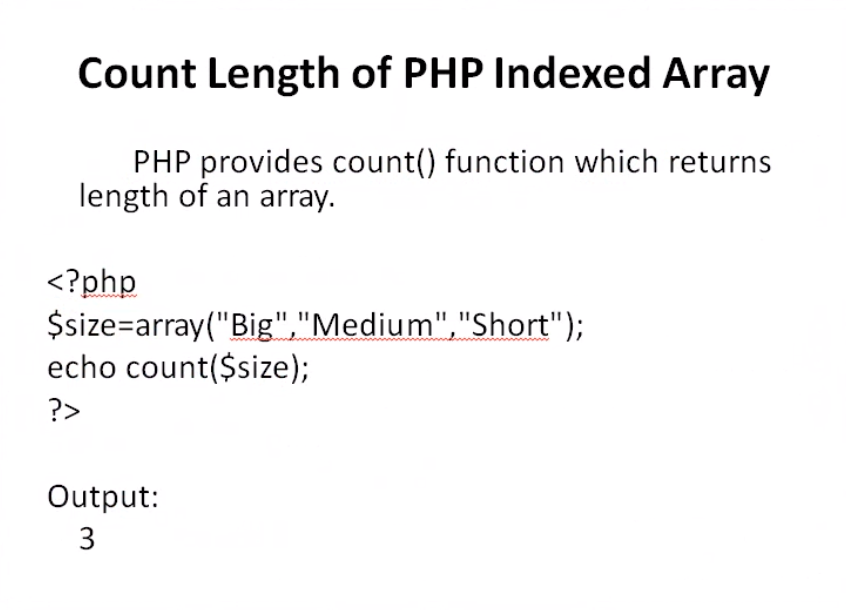 Count Length of PHP Indexed Array
PHP provides count() function which returns
length of an array.
<?php
$size=array("Big","Medium","Short");
echo count($size);
?>
Output:
3